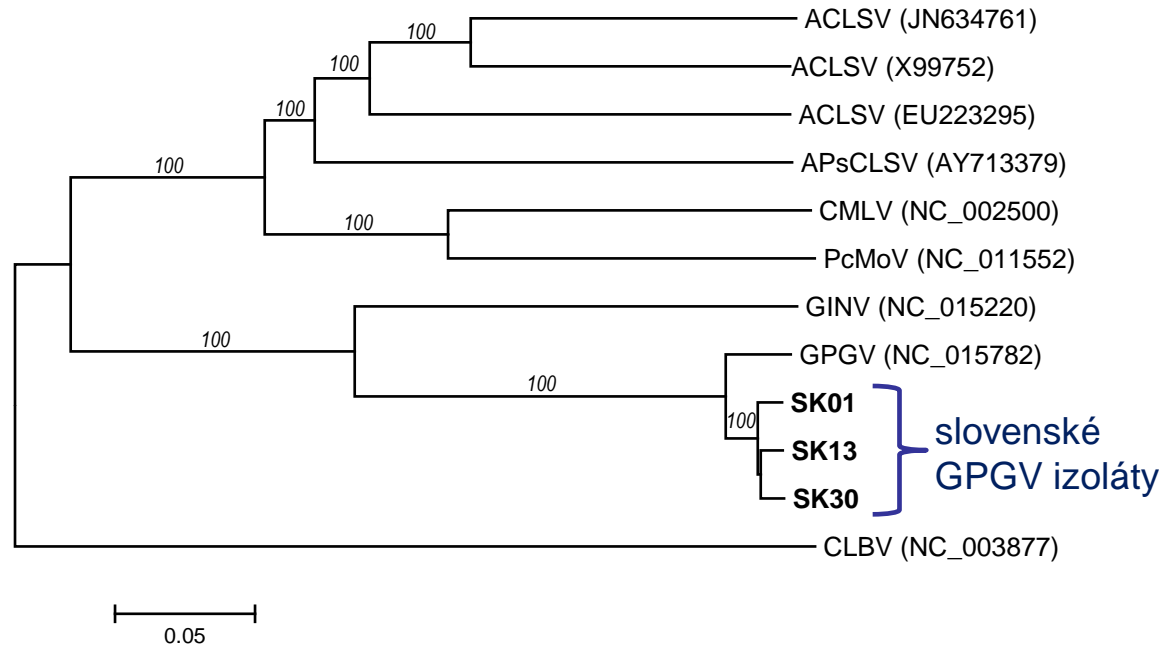 100
ACLSV (JN634761)
100
ACLSV (X99752)
100
ACLSV (EU223295)
100
APsCLSV (AY713379)
100
CMLV (NC_002500)
100
PcMoV (NC_011552)
GINV (NC_015220)
100
GPGV (NC_015782)
100
SK01
100
SK13
SK30
slovenské
GPGV izoláty
CLBV (NC_003877)
0.05